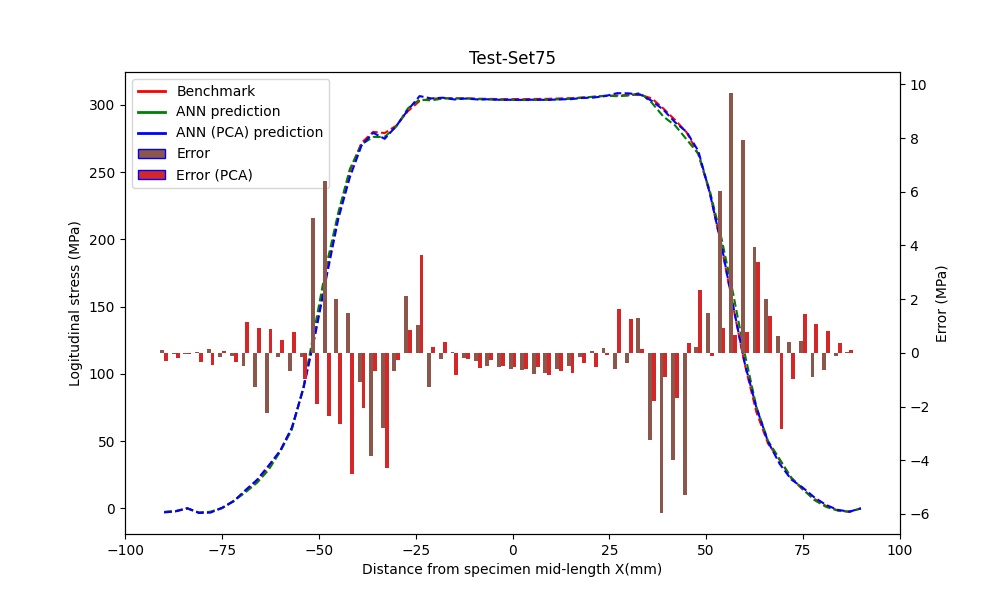 Test-Set75
Benchmark
ANN prediction
ANN (PCA) prediction
Error
Error (PCA)
Logitudinal stress (MPa)
300
250
200
150
100
50
0
10
8
6
4
2
0
−2
−4
−6
Error (MPa)
−100 −75 −50 −25 0 25 50 75 100
Distance from specimen mid-length X(mm)